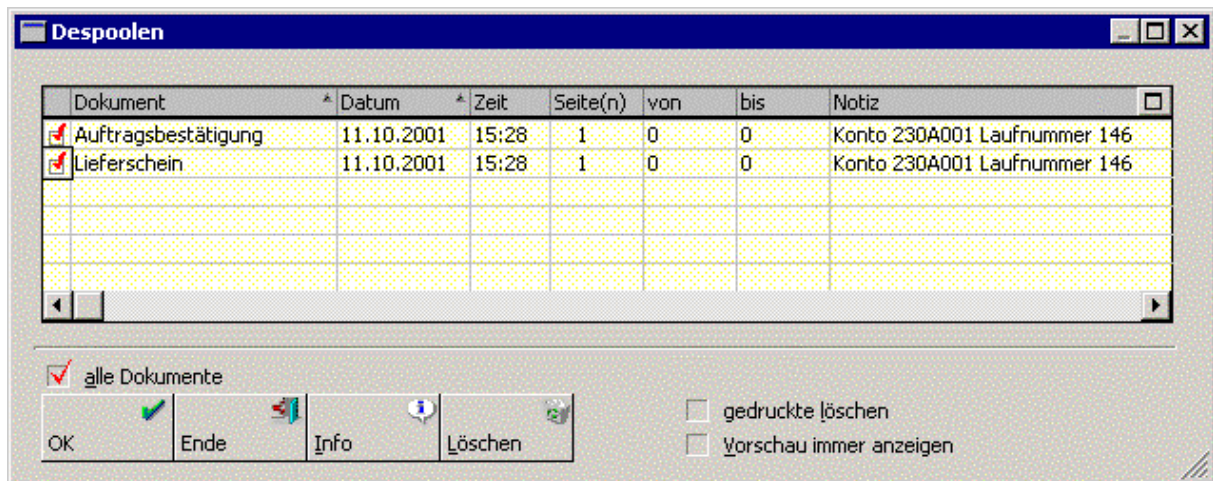 Despoolen
Dokument Datum Zeit Seite(n) von bis Notiz
Auftragsbestätigung 11.10.2001 15:28 1 0 0 Konto 230A001 Laufnummer 146
Lieferschein 11.10.2001 15:28 1 0 0 Konto 230A001 Laufnummer 146
alle Dokumente
OK Ende Info Löschen
gedruckte löschen
Vorschau immer anzeigen